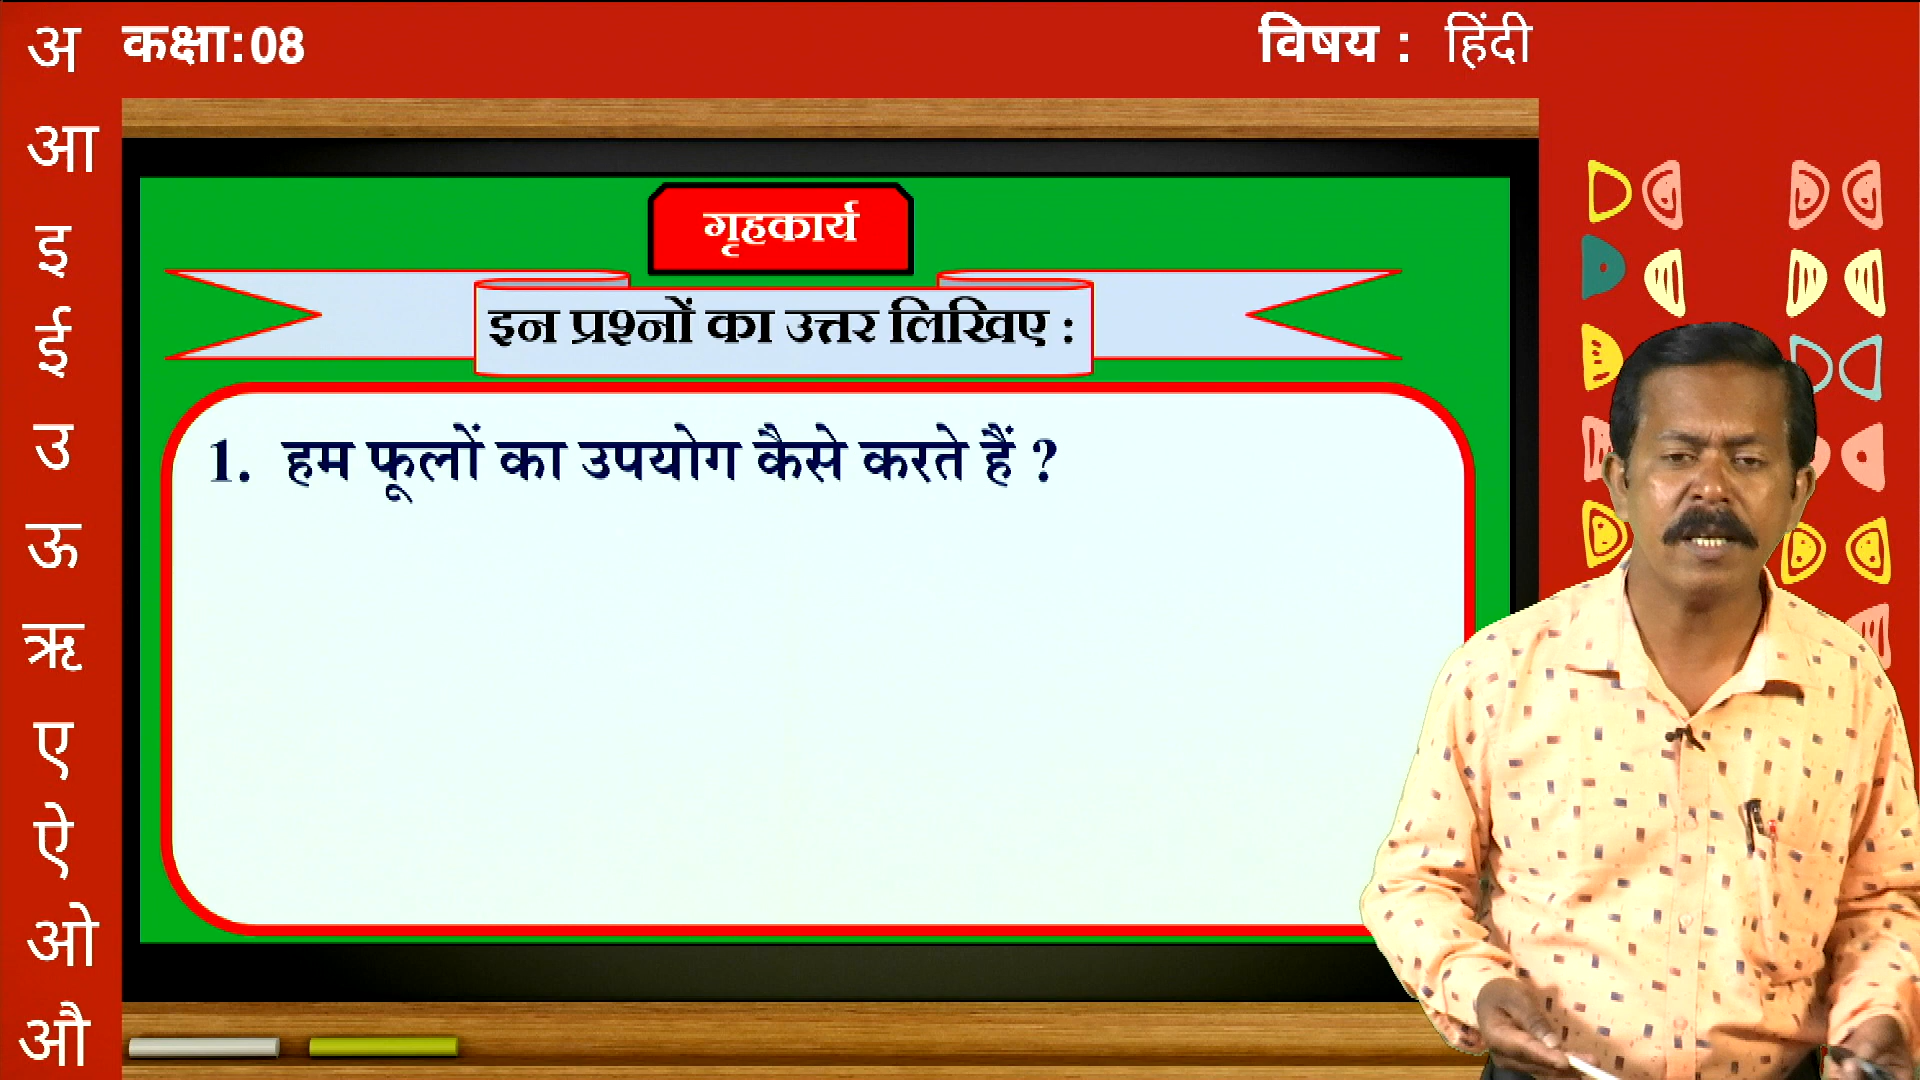 कक्षा:08
विषय : हिंदी
अ
आ
इ
ई
उ
ऊ
ऋ
ए
ऐ
ओ
औ
गृहकार्य
इन प्रश्नों का उत्तर लिखिए :
1. हम फूलों का उपयोग कैसे करते हैं ?